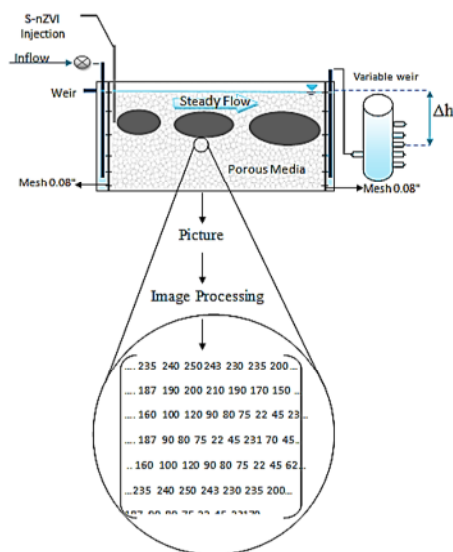 S-nZVI
Injection
Inflow
Weir
Steady Flow
Variable weir
Δh
Porous Media
Mesh 0.08"
Mesh 0.08"
Picture
Image Processing
.... 235 240 250 243 230 235 200...
.... 187 190 200 210 190 170 150 ...
.... 160 100 120 90 80 75 22 45 23...
.... 187 90 80 75 22 45 231 70 45...
.. 160 100 120 90 80 75 22 45 62...
...235 240 250 243 230 235 200...